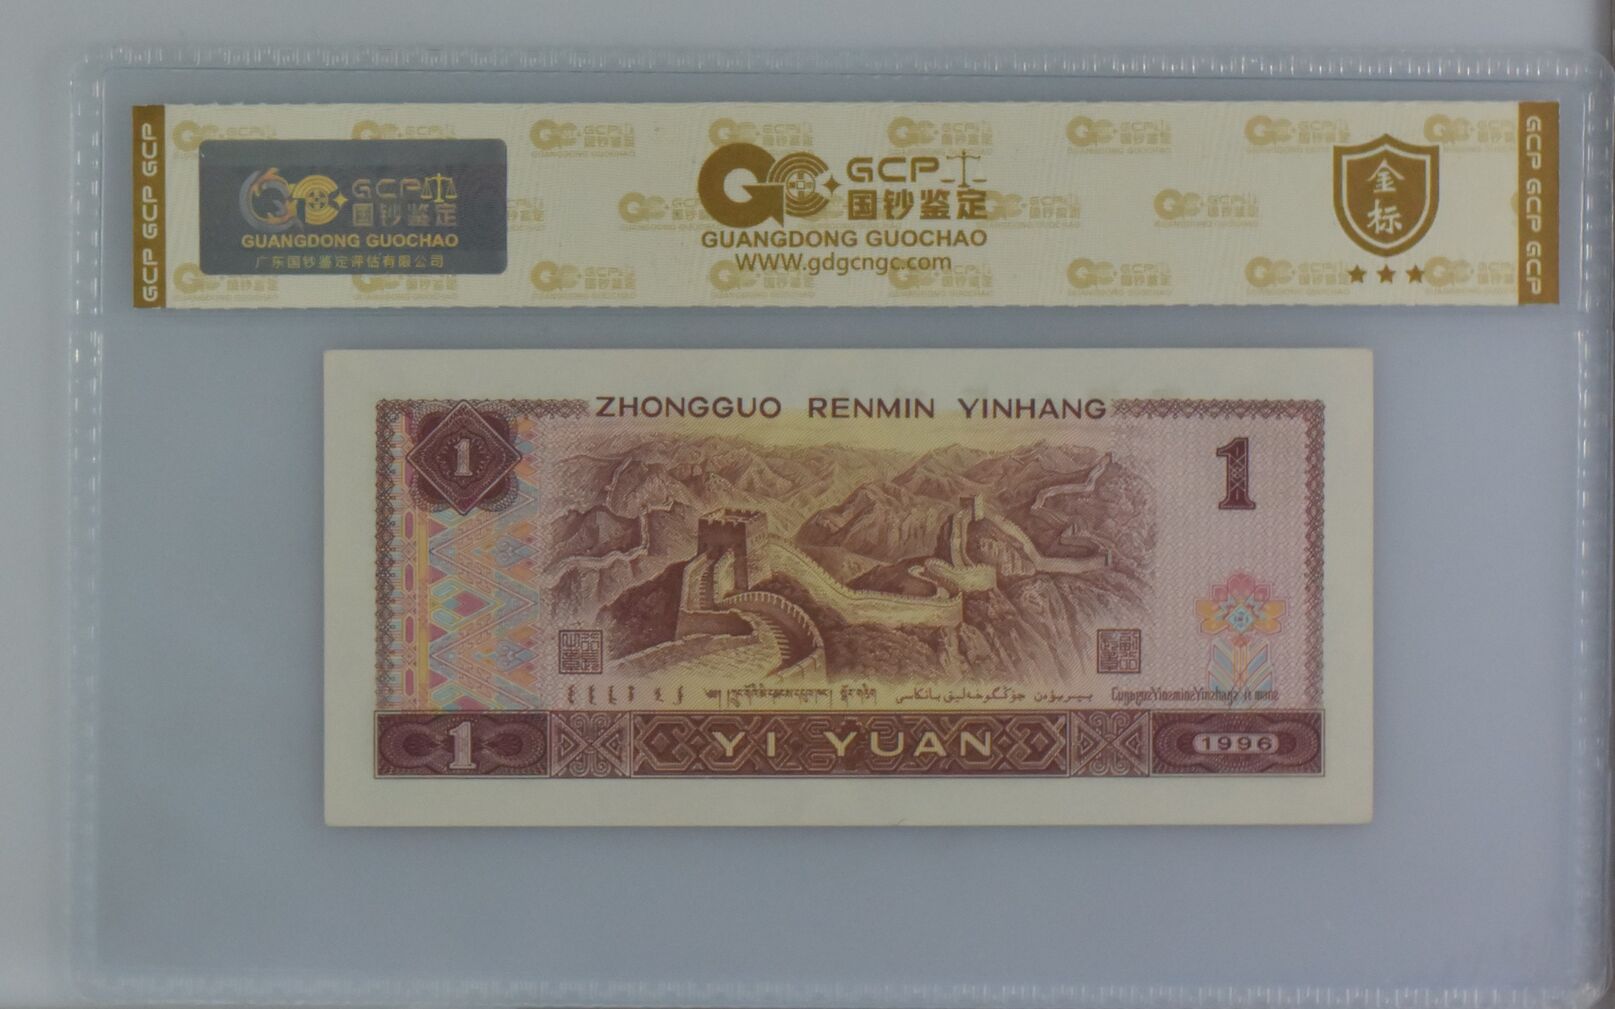 GCP GCP GCP
GCP
国钞鉴定
GUANGDONG GUOCHAO
广东国钞鉴定评估有限公司
GCP
国钞鉴定
GUANGDONG GUOCHAO
WWW.gdgcngc.com
金标
GCP GCP GCP
ZHONGGUO RENMIN YINHANG
1
1
1
YI YUAN
1996